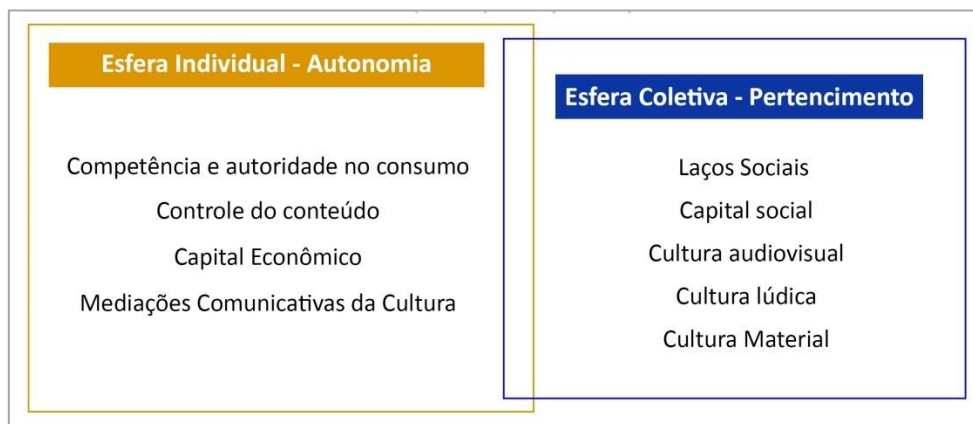 Esfera Individual - Autonomia
Competência e autoridade no consumo
Controle do conteúdo
Capital Econômico
Mediações Comunicativas da Cultura
Esfera Coletiva - Pertencimento
Laços Sociais
Capital social
Cultura audiovisual
Cultura lúdica
Cultura Material